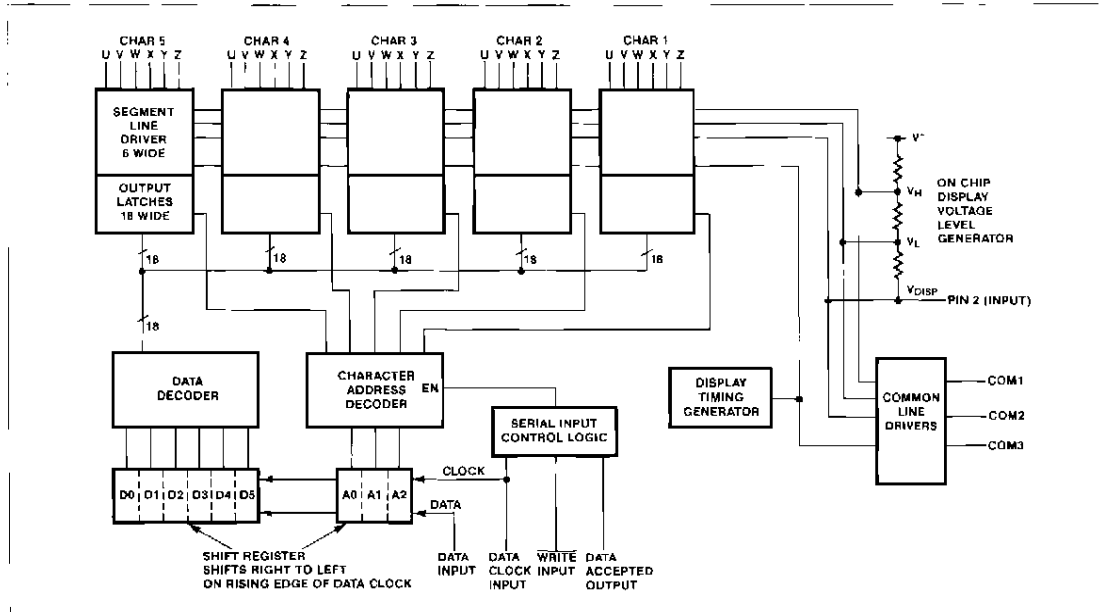 CHAR 5 CHAR 4 CHAR 3 CHAR 2 CHAR 1
U V W X Y Z U V W X Y Z U V W X Y Z U V W X Y Z U V W X Y Z
SEGMENT
LINE
DRIVER
6 WIDE
OUTPUT
LATCHES
18 WIDE
V+
VH
VL
VDISP
ON CHIP
DISPLAY
VOLTAGE
LEVEL
GENERATOR
PIN 2 (INPUT)
18 18 18 18 18
18
DATA
DECODER
CHARACTER
ADDRESS
DECODER
EN
DISPLAY
TIMING
GENERATOR
COMMON
LINE
DRIVERS
COM1
COM2
COM3
SERIAL INPUT
CONTROL LOGIC
CLOCK
DATA
D0 D1 D2 D3 D4 D5
A0 A1 A2
SHIFT REGISTER
SHIFTS RIGHT TO LEFT
ON RISING EDGE OF DATA CLOCK
DATA
INPUT
DATA
CLOCK
INPUT
WRITE
INPUT
DATA
ACCEPTED
OUTPUT